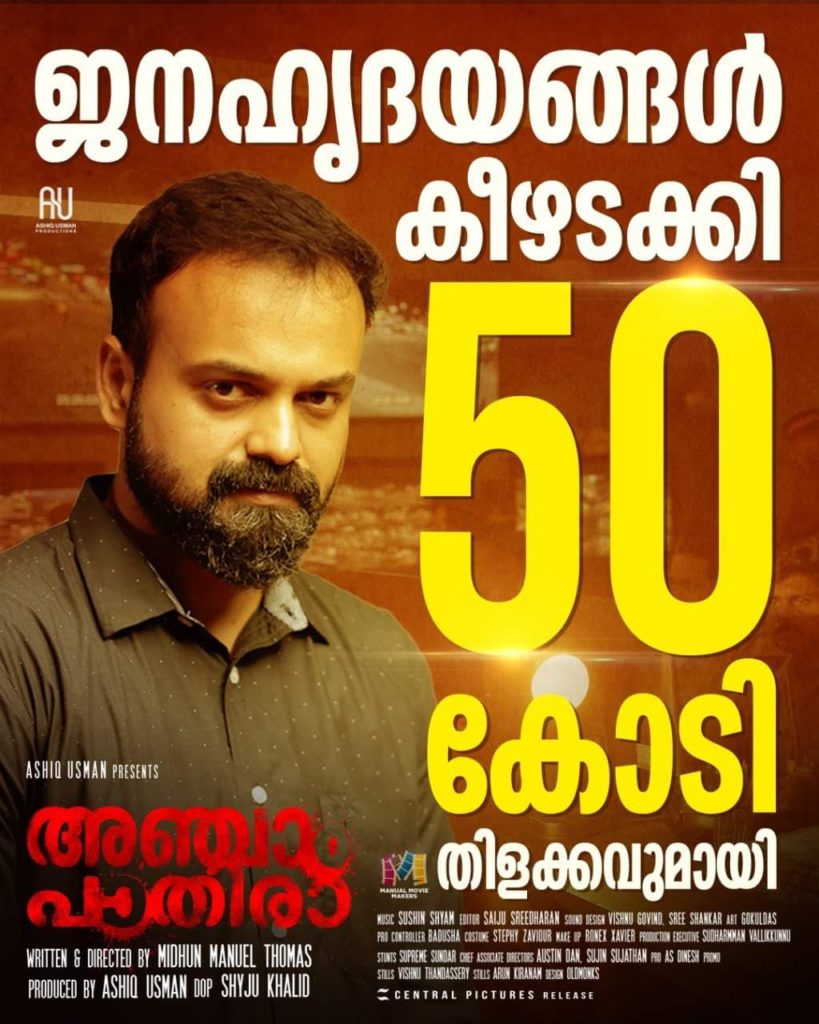 ജനഹൃദയങ്ങൾ
കീഴടക്കി
AU
ASHIQ USMAN
PRODUCTIONS
50
കോടി
തിളക്കവുമായി
ASHIQ USMAN PRESENTS
അഞ്ചാം
പാതിരാ
WRITTEN & DIRECTED BY MIDHUN MANUEL THOMAS
PRODUCED BY ASHIQ USMAN DOP SHYJU KHALID
MANUAL MOVIE
MAKERS
MUSIC SUSHIN SHYAM EDITOR SAIJU SREEDHARAN SOUND DESIGN VISHNU GOVIND, SREE SHANKAR ART GOKULDAS
PRO CONTROLLER BADUSHA COSTUME STEPHY ZAVIOUR MAKE UP RONEX XAVIER PRODUCTION EXECUTIVE SUDHARMMAN VALLIKKUNNU
STUNTS SUPREME SUNDAR CHIEF ASSOCIATE DIRECTORS AUSTIN DAN, SUJIN SUJATHAN PRO AS DINESH PROMO
STILLS VISHNU THANDASSERY STILLS ARUN KIRANAM DESIGN OLDMONKS
CENTRAL PICTURES RELEASE